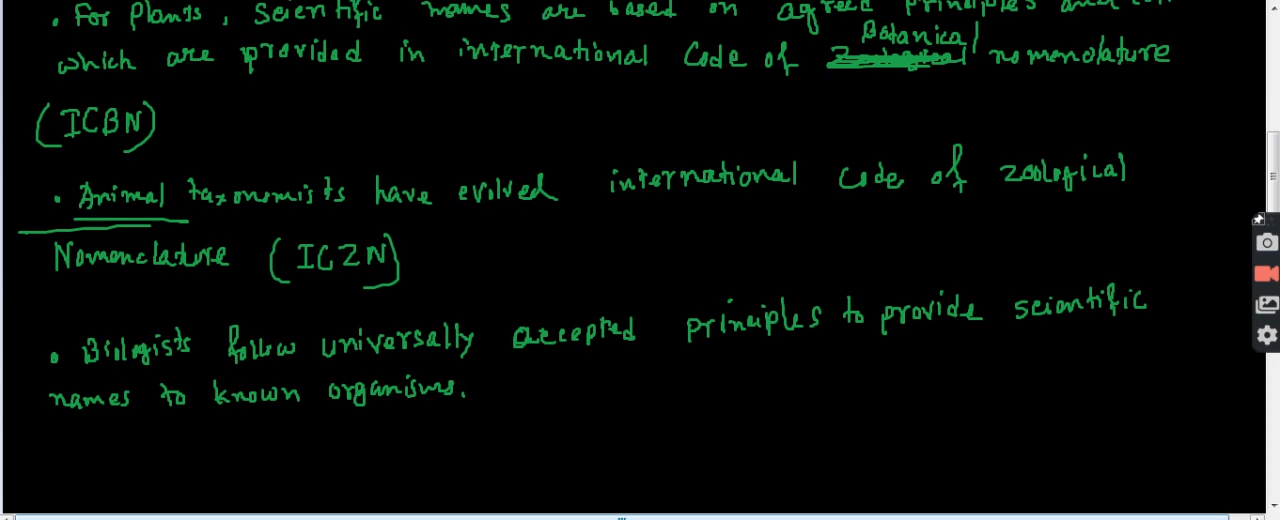 • For Plants, Scientific names are based on agreed Principles and
Botanical
which are provided in international Code of nomenclature
(ICBN)
• Animal taxonomists have evolved international Code of zoological
Nomenclature (ICZN)
• Biologists follow universally accepted principles to provide scientific
names to known organisms.